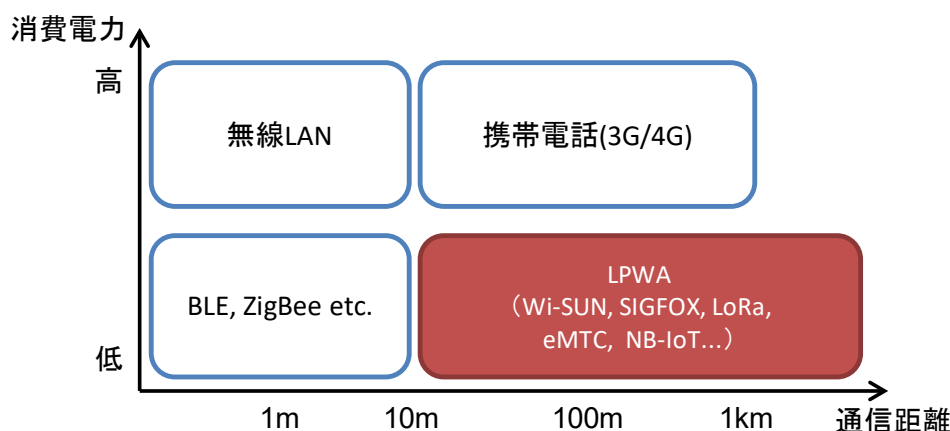 消費電力
高
無線LAN
携帯電話(3G/4G)
BLE, ZigBee etc.
LPWA
（Wi-SUN, SIGFOX, LoRa,
eMTC, NB-IoT...）
低
1m
10m
100m
1km
通信距離